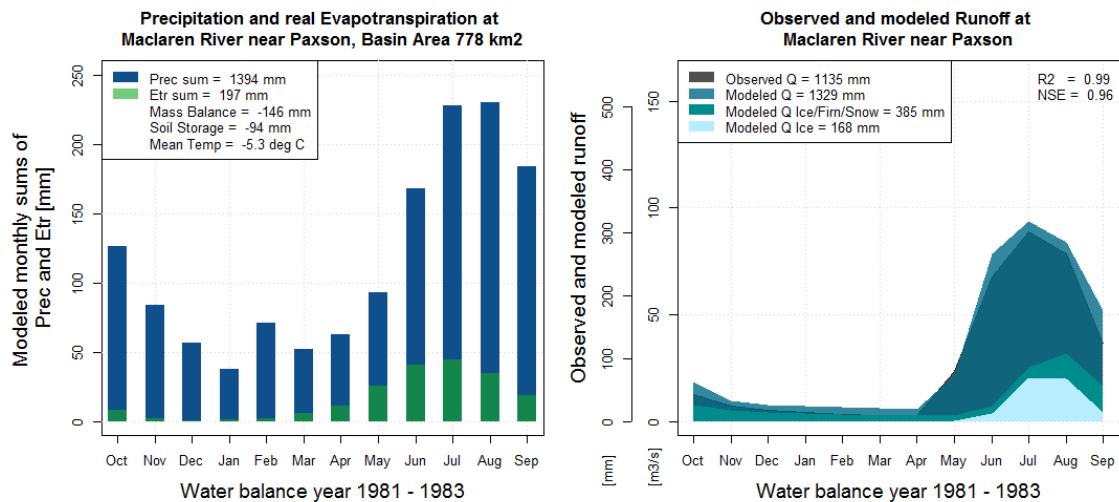 Precipitation and real Evapotranspiration at
Maclaren River near Paxson, Basin Area 778 km2
Modeled monthly sums of
Prec and Etr [mm]
250
200
150
100
50
0
Prec sum = 1394 mm
Etr sum = 197 mm
Mass Balance = -146 mm
Soil Storage = -94 mm
Mean Temp = -5.3 deg C
Oct Nov Dec Jan Feb Mar Apr May Jun Jul Aug Sep
Water balance year 1981 - 1983
Observed and modeled Runoff at
Maclaren River near Paxson
Observed and modeled runoff
500
400
300
200
100
0
[mm]
150
100
50
0
[m3/s]
Observed Q = 1135 mm
Modeled Q = 1329 mm
Modeled Q Ice/Firn/Snow = 385 mm
Modeled Q Ice = 168 mm
R2 = 0.99
NSE = 0.96
Oct Nov Dec Jan Feb Mar Apr May Jun Jul Aug Sep
Water balance year 1981 - 1983